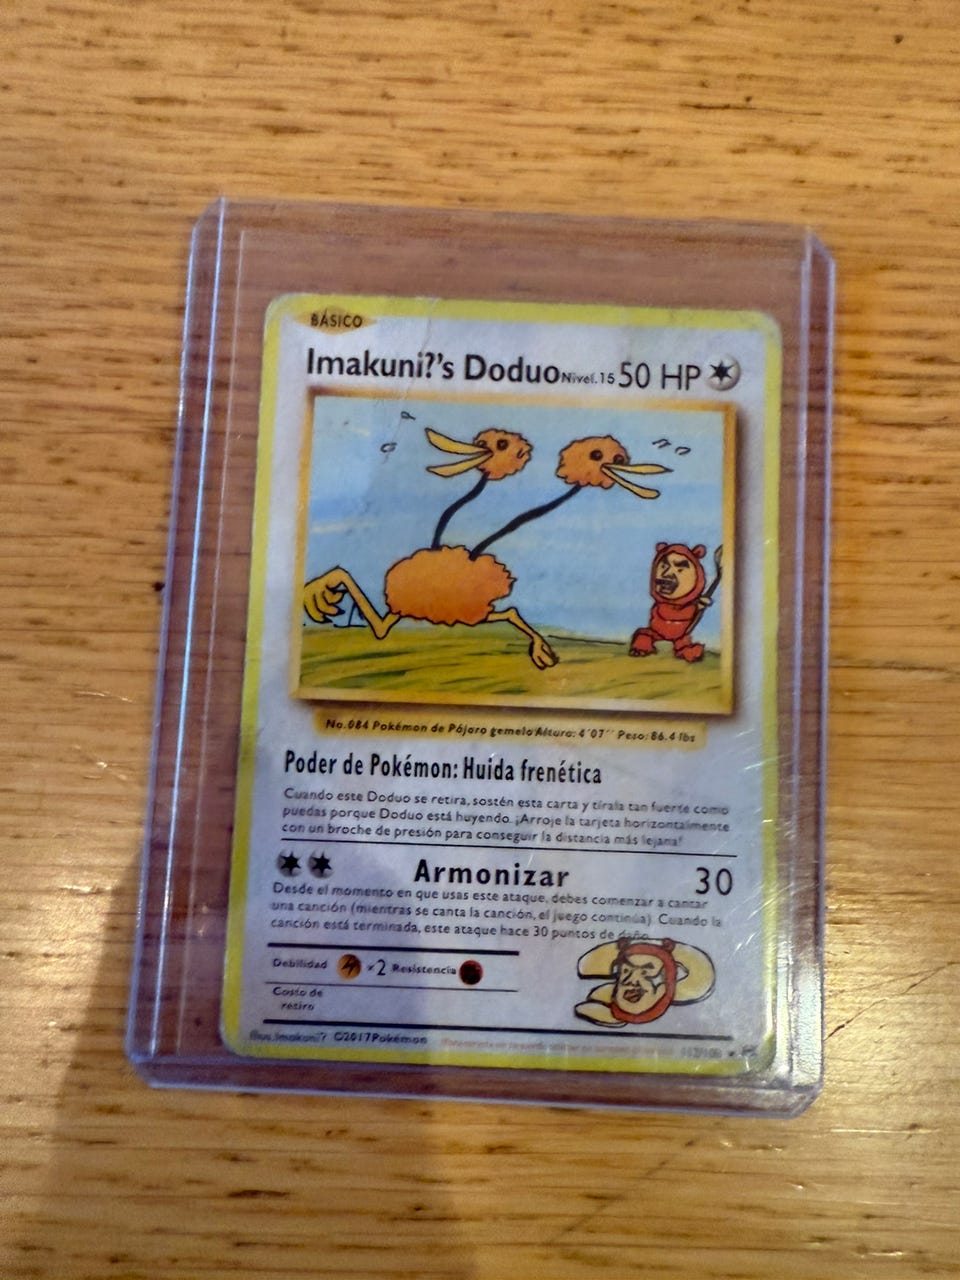 BÁSICO
Imakuni?'s Doduo Nivel.15 50 HP
No.084 Pokémon de Pájaro gemelo Altura: 4'07'' Peso: 86.4 lbs
Poder de Pokémon: Huida frenética
Cuando este Doduo se retira, sostén esta carta y tírala tan fuerte como
puedas porque Doduo está huyendo. ¡Arroje la tarjeta horizontalmente
con un broche de presión para conseguir la distancia más lejana!
Armonizar 30
Desde el momento en que usas este ataque, debes comenzar a cantar
una canción (mientras se canta la canción, el juego continúa). Cuando la
canción está terminada, este ataque hace 30 puntos de daño.
Debilidad ×2 Resistencia
Costo de
retiro
Illus.Imakuni? ©2017Pokémon